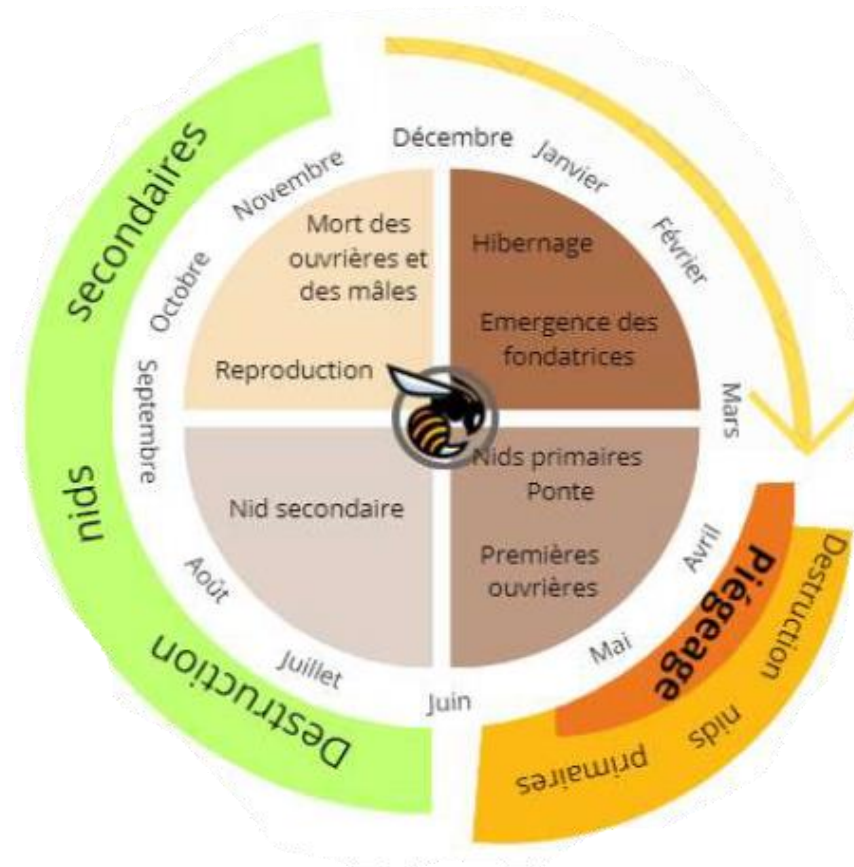 Décembre
Janvier
Février
Mars
Avril
Mai
Juin
Juillet
Août
Septembre
Octobre
Novembre
Hibernage
Emergence des
fondatrices
Nids primaires
Ponte
Premières
ouvrières
Nid secondaire
Reproduction
Mort des
ouvrières et
des mâles
Piégeage
Destruction nids primaires
Destruction nids secondaires